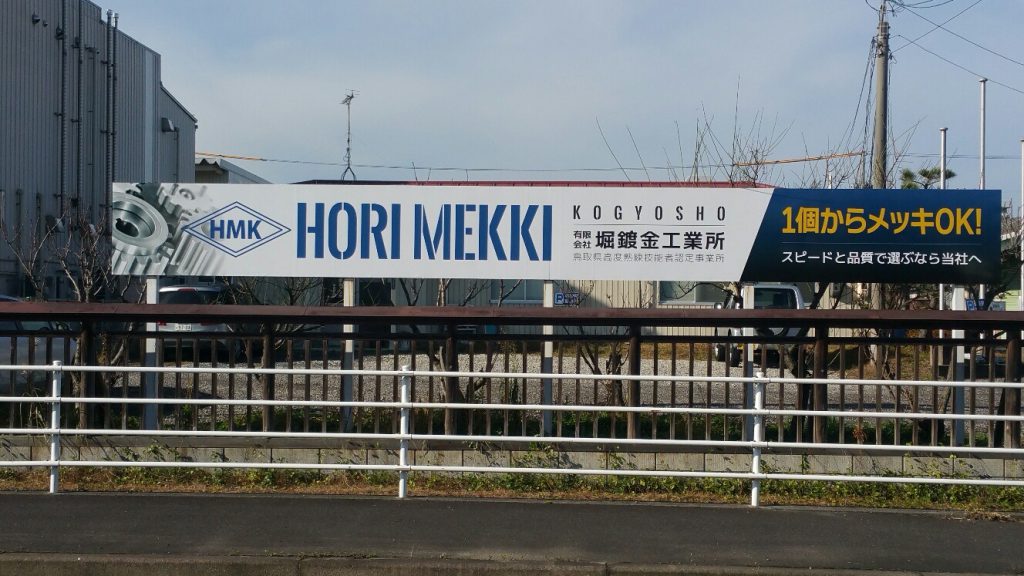 HMK
HORI MEKKI
KOGYOSHO
有限会社 堀鍍金工業所
鳥取県高度熟練技能者認定事業所
1個からメッキOK!
スピードと品質で選ぶなら当社へ